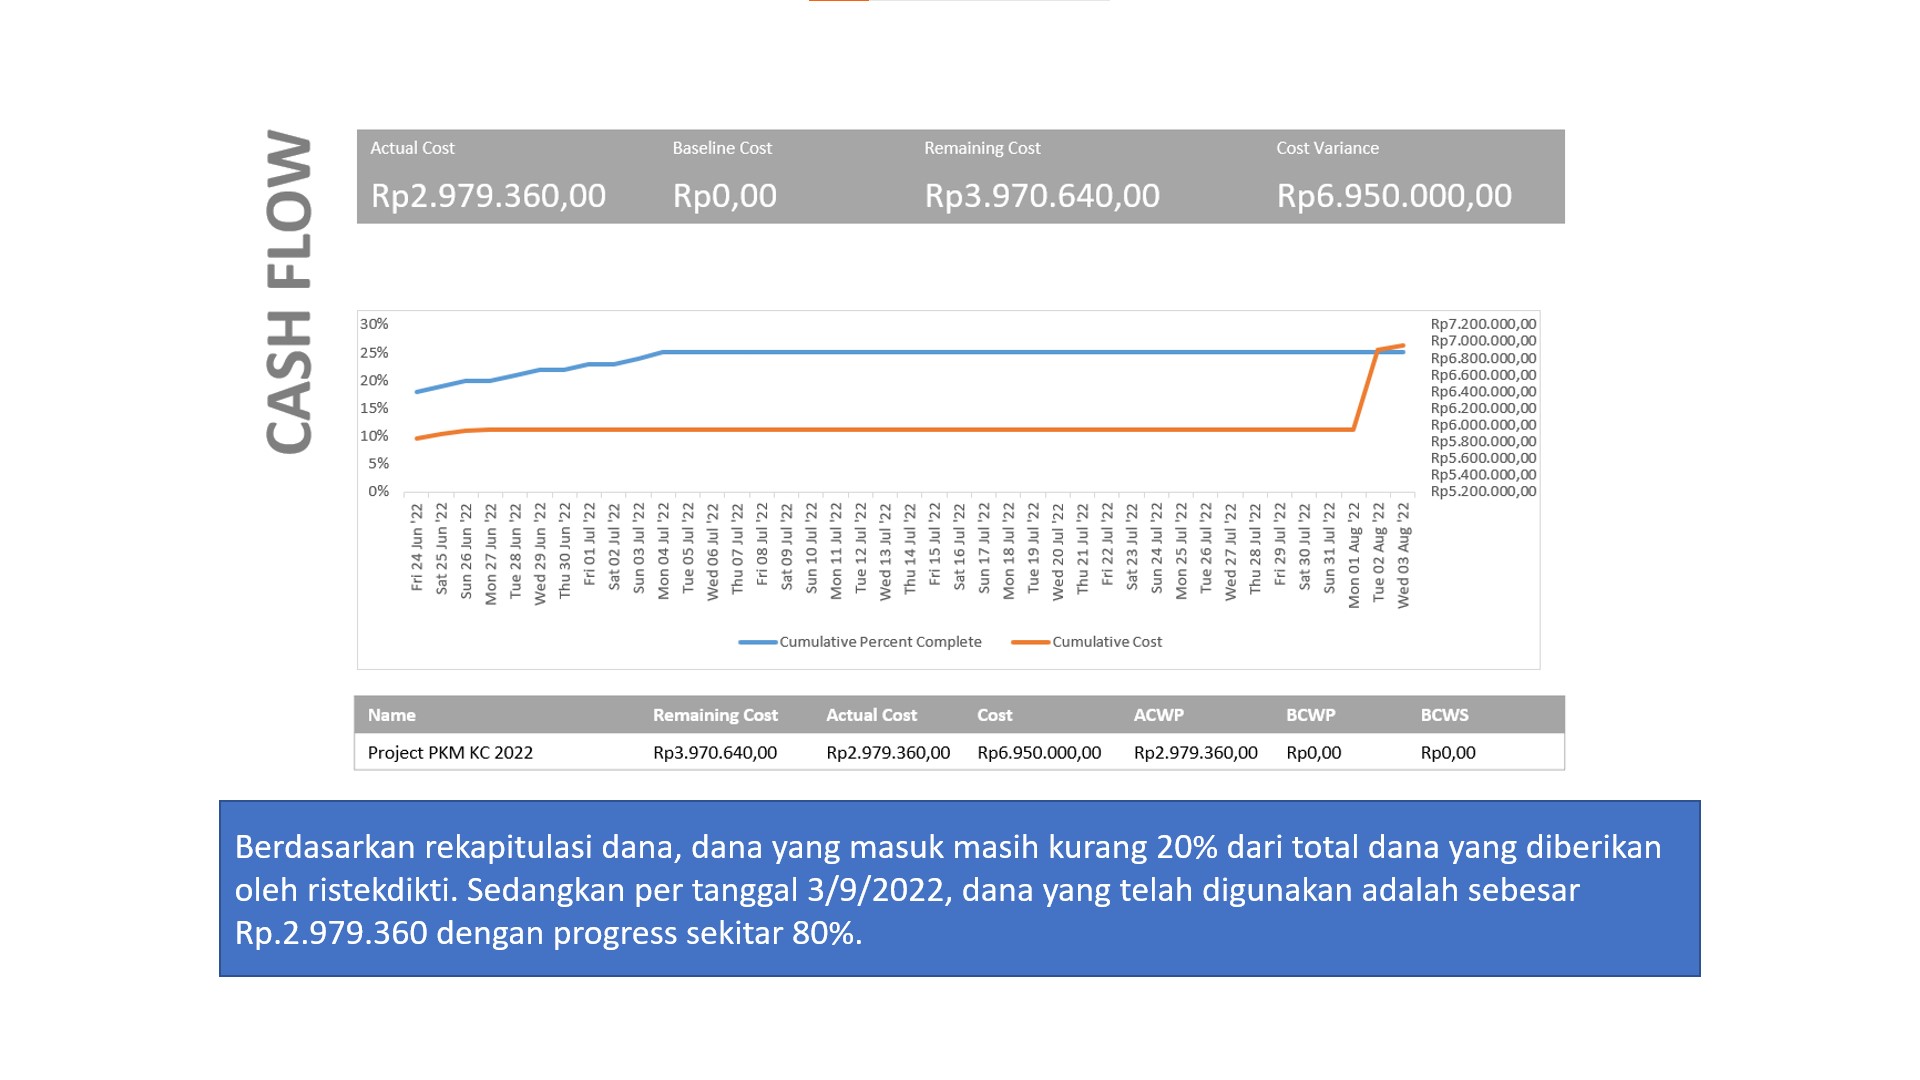 CASH FLOW
Actual Cost Baseline Cost Remaining Cost Cost Variance
Rp2.979.360,00 Rp0,00 Rp3.970.640,00 Rp6.950.000,00
30%
25%
20%
15%
10%
5%
0%
Rp7.200.000,00
Rp7.000.000,00
Rp6.800.000,00
Rp6.600.000,00
Rp6.400.000,00
Rp6.200.000,00
Rp6.000.000,00
Rp5.800.000,00
Rp5.600.000,00
Rp5.400.000,00
Rp5.200.000,00
Fri 24 Jun '22
Sat 25 Jun '22
Sun 26 Jun '22
Mon 27 Jun '22
Tue 28 Jun '22
Wed 29 Jun '22
Thu 30 Jun '22
Fri 01 Jul '22
Sat 02 Jul '22
Sun 03 Jul '22
Mon 04 Jul '22
Tue 05 Jul '22
Wed 06 Jul '22
Thu 07 Jul '22
Fri 08 Jul '22
Sat 09 Jul '22
Sun 10 Jul '22
Mon 11 Jul '22
Tue 12 Jul '22
Wed 13 Jul '22
Thu 14 Jul '22
Fri 15 Jul '22
Sat 16 Jul '22
Sun 17 Jul '22
Mon 18 Jul '22
Tue 19 Jul '22
Wed 20 Jul '22
Thu 21 Jul '22
Fri 22 Jul '22
Sat 23 Jul '22
Sun 24 Jul '22
Mon 25 Jul '22
Tue 26 Jul '22
Wed 27 Jul '22
Thu 28 Jul '22
Fri 29 Jul '22
Sat 30 Jul '22
Sun 31 Jul '22
Mon 01 Aug '22
Tue 02 Aug '22
Wed 03 Aug '22
Cumulative Percent Complete Cumulative Cost
Name Remaining Cost Actual Cost Cost ACWP BCWP BCWS
Project PKM KC 2022 Rp3.970.640,00 Rp2.979.360,00 Rp6.950.000,00 Rp2.979.360,00 Rp0,00 Rp0,00
Berdasarkan rekapitulasi dana, dana yang masuk masih kurang 20% dari total dana yang diberikan
oleh ristekdikti. Sedangkan per tanggal 3/9/2022, dana yang telah digunakan adalah sebesar
Rp.2.979.360 dengan progress sekitar 80%.